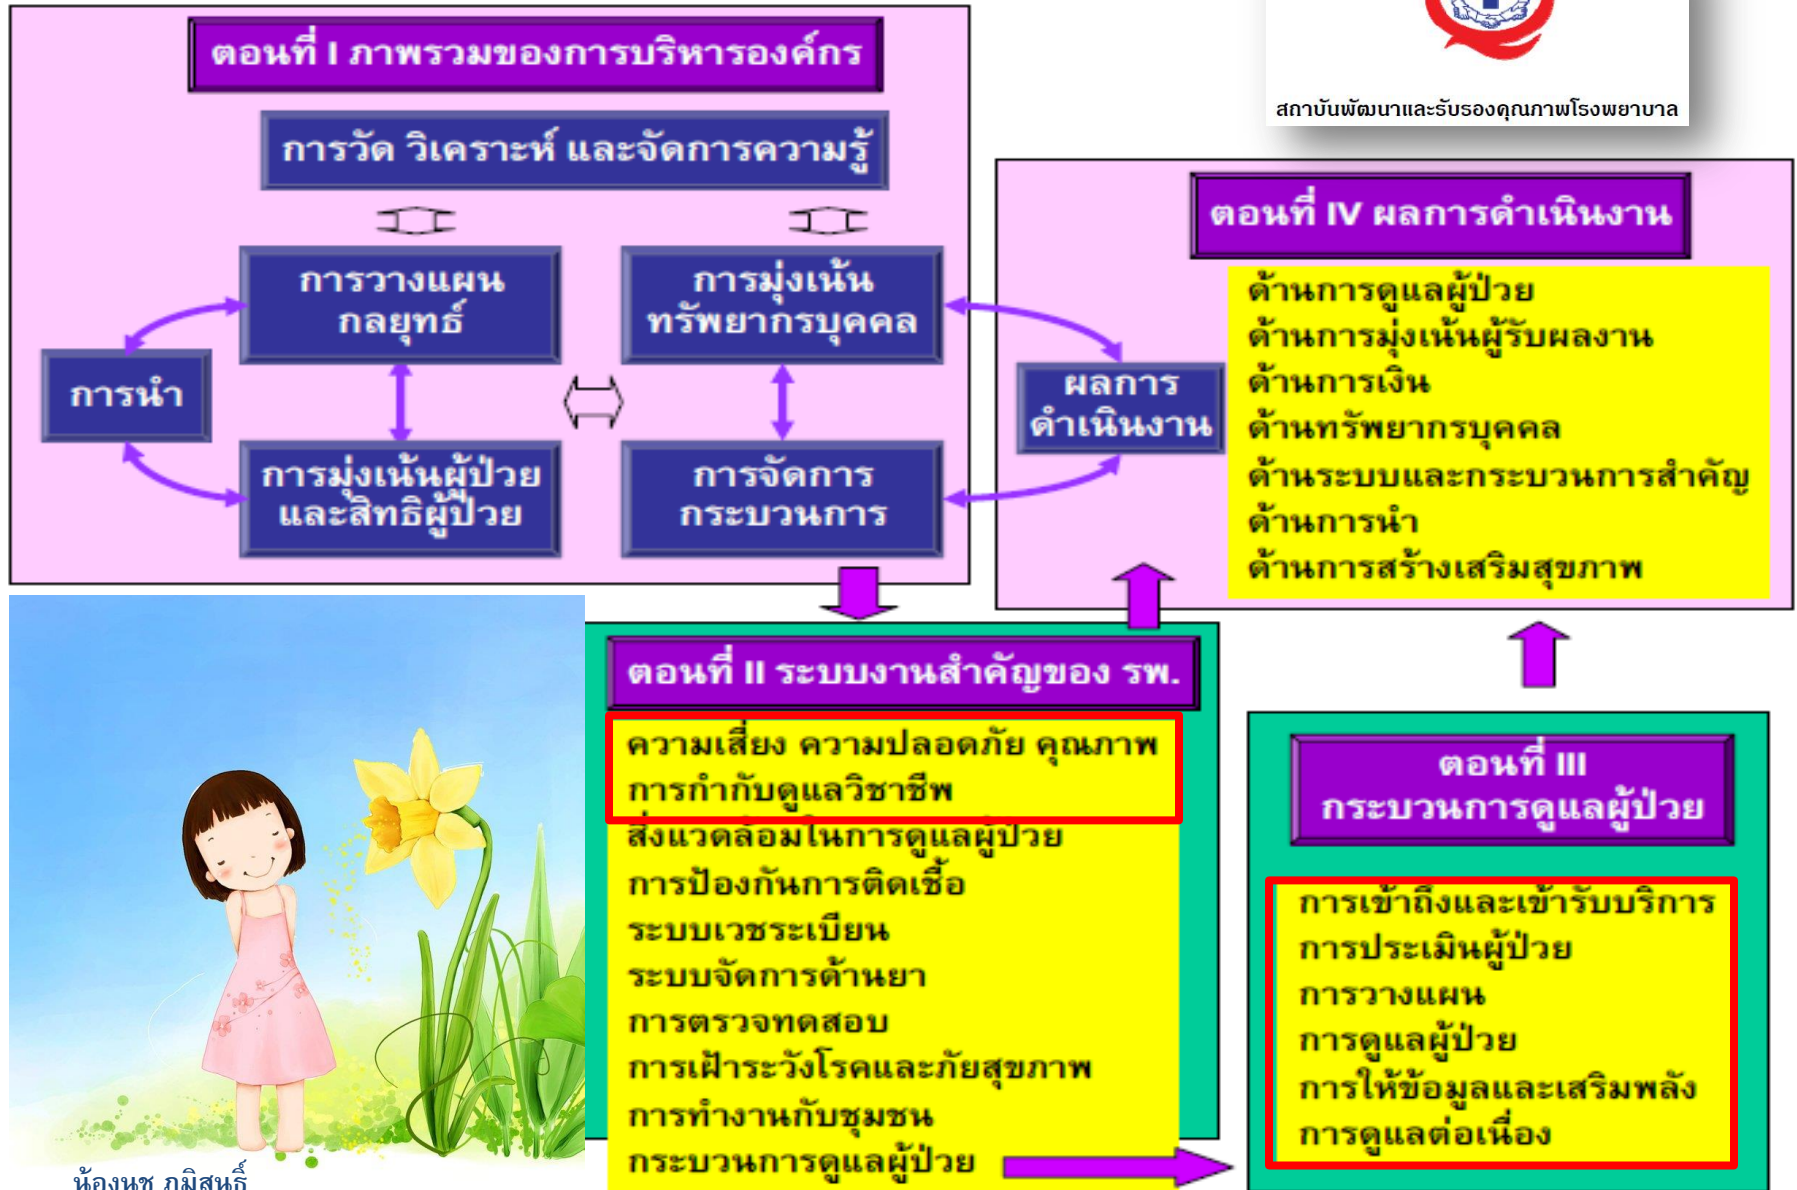 ตอนที่ I ภาพรวมของการบริหารองค์กร
การวัด วิเคราะห์ และจัดการความรู้
การวางแผน
กลยุทธ์
การมุ่งเน้น
ทรัพยากรบุคคล
การนำ
การมุ่งเน้นผู้ป่วย
และสิทธิผู้ป่วย
การจัดการ
กระบวนการ
ผลการ
ดำเนินงาน
สถาบันพัฒนาและรับรองคุณภาพโรงพยาบาล
ตอนที่ IV ผลการดำเนินงาน
ด้านการดูแลผู้ป่วย
ด้านการมุ่งเน้นผู้รับผลงาน
ด้านการเงิน
ด้านทรัพยากรบุคคล
ด้านระบบและกระบวนการสำคัญ
ด้านการนำ
ด้านการสร้างเสริมสุขภาพ
ตอนที่ II ระบบงานสำคัญของ รพ.
ความเสี่ยง ความปลอดภัย คุณภาพ
การกำกับดูแลวิชาชีพ
สิ่งแวดล้อมในการดูแลผู้ป่วย
การป้องกันการติดเชื้อ
ระบบเวชระเบียน
ระบบจัดการด้านยา
การตรวจทดสอบ
การเฝ้าระวังโรคและภัยสุขภาพ
การทำงานกับชุมชน
กระบวนการดูแลผู้ป่วย
ตอนที่ III
กระบวนการดูแลผู้ป่วย
การเข้าถึงและเข้ารับบริการ
การประเมินผู้ป่วย
การวางแผน
การดูแลผู้ป่วย
การให้ข้อมูลและเสริมพลัง
การดูแลต่อเนื่อง
น้องนุช ภูมิสนธิ์